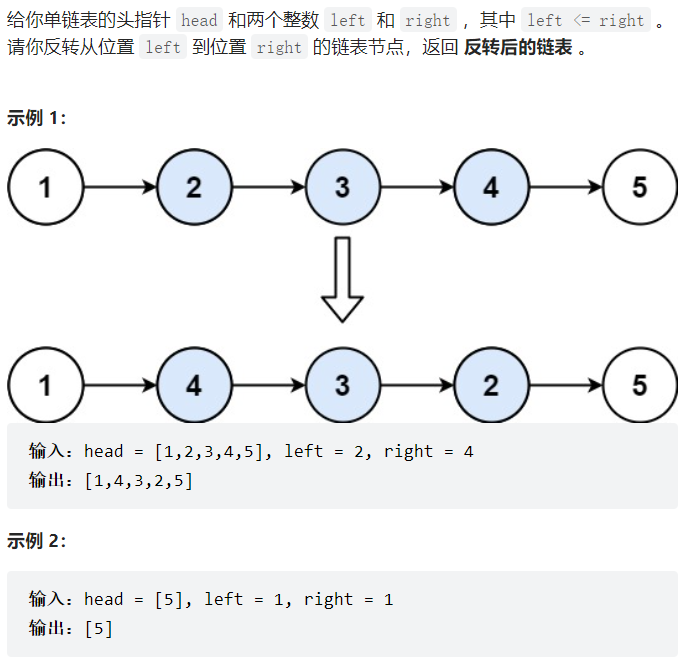 给你单链表的头指针 head 和两个整数 left 和 right ，其中 left <= right 。
请你反转从位置 left 到位置 right 的链表节点，返回 反转后的链表 。
示例 1：
1 2 3 4 5
1 4 3 2 5
输入：head = [1,2,3,4,5], left = 2, right = 4
输出：[1,4,3,2,5]
示例 2：
输入：head = [5], left = 1, right = 1
输出：[5]